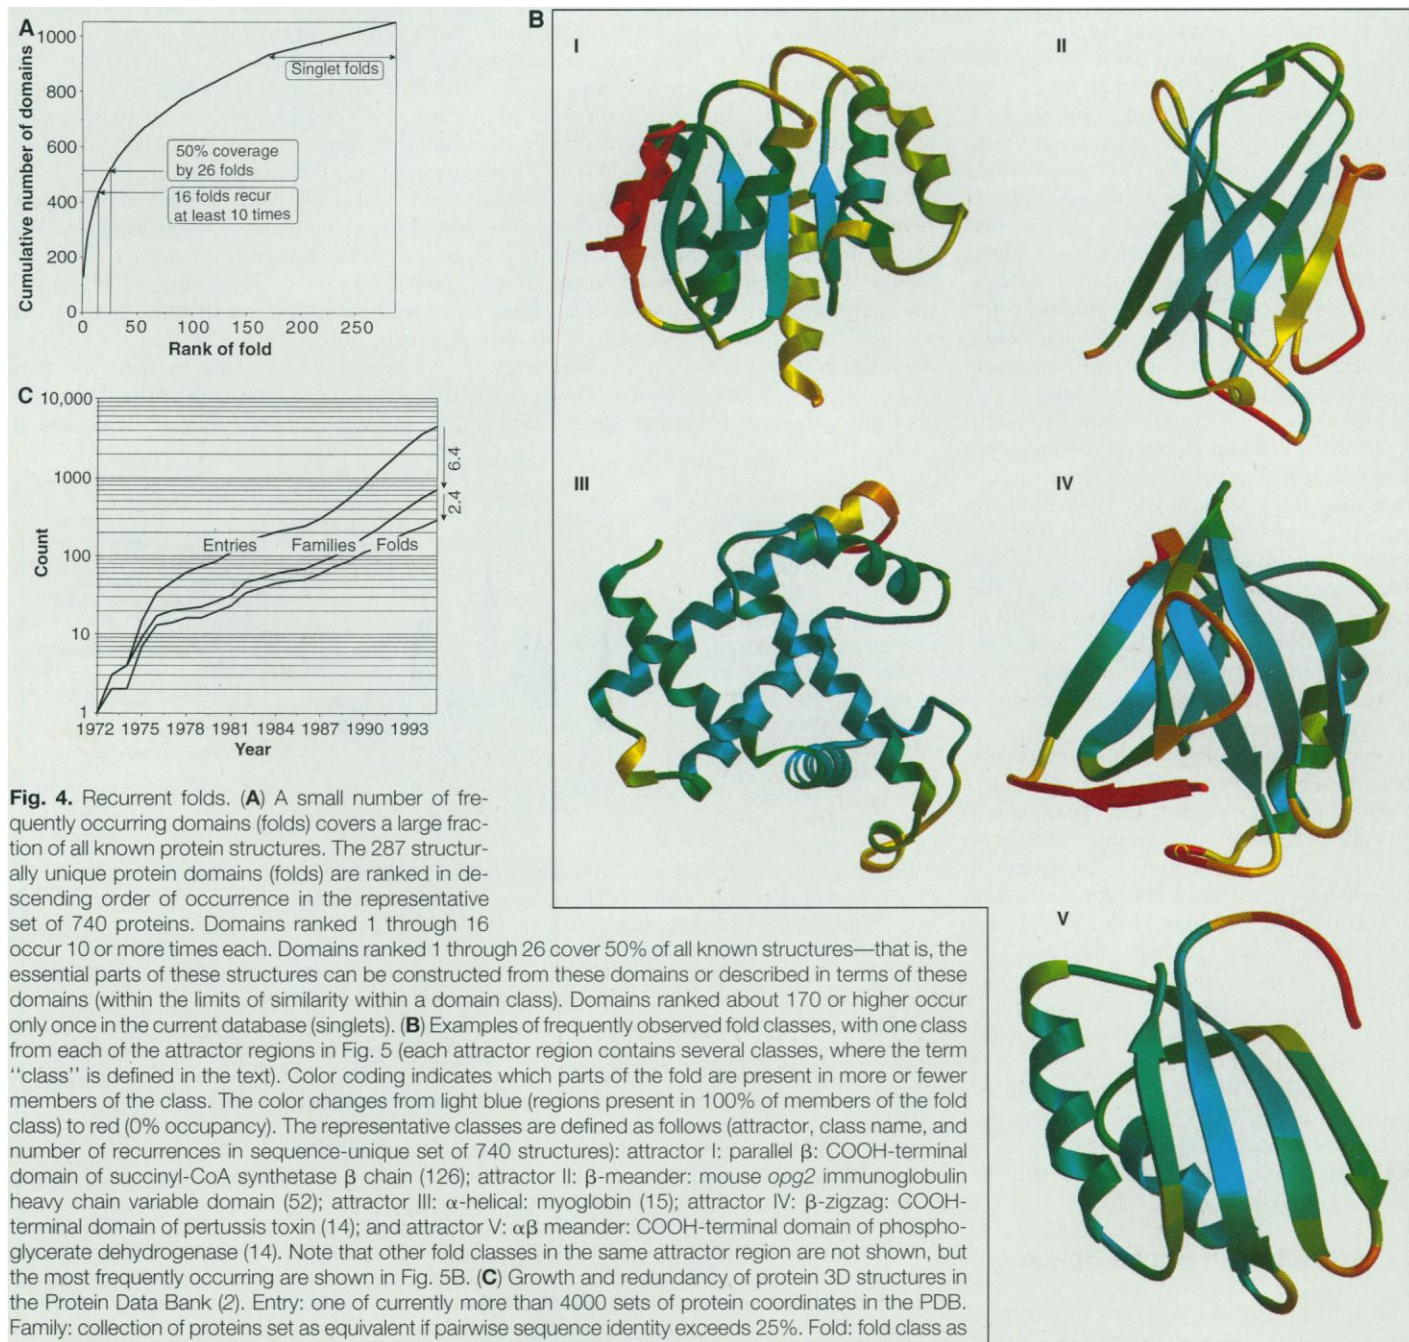 A
1000
800
600
400
200
0
Cumulative number of domains
Singlet folds
50% coverage
by 26 folds
16 folds recur
at least 10 times
0 50 100 150 200 250
Rank of fold
B
I
II
III
IV
V
C
10,000
1000
100
10
1
Count
Entries Families Folds
6.4
2.4
1972 1975 1978 1981 1984 1987 1990 1993
Year
Fig. 4. Recurrent folds. (A) A small number of fre-
quently occurring domains (folds) covers a large frac-
tion of all known protein structures. The 287 structur-
ally unique protein domains (folds) are ranked in de-
scending order of occurrence in the representative
set of 740 proteins. Domains ranked 1 through 16
occur 10 or more times each. Domains ranked 1 through 26 cover 50% of all known structures—that is, the
essential parts of these structures can be constructed from these domains or described in terms of these
domains (within the limits of similarity within a domain class). Domains ranked about 170 or higher occur
only once in the current database (singlets). (B) Examples of frequently observed fold classes, with one class
from each of the attractor regions in Fig. 5 (each attractor region contains several classes, where the term
''class'' is defined in the text). Color coding indicates which parts of the fold are present in more or fewer
members of the class. The color changes from light blue (regions present in 100% of members of the fold
class) to red (0% occupancy). The representative classes are defined as follows (attractor, class name, and
number of recurrences in sequence-unique set of 740 structures): attractor I: parallel β: COOH-terminal
domain of succinyl-CoA synthetase β chain (126); attractor II: β-meander: mouse opg2 immunoglobulin
heavy chain variable domain (52); attractor III: α-helical: myoglobin (15); attractor IV: β-zigzag: COOH-
terminal domain of pertussis toxin (14); and attractor V: αβ meander: COOH-terminal domain of phospho-
glycerate dehydrogenase (14). Note that other fold classes in the same attractor region are not shown, but
the most frequently occurring are shown in Fig. 5B. (C) Growth and redundancy of protein 3D structures in
the Protein Data Bank (2). Entry: one of currently more than 4000 sets of protein coordinates in the PDB.
Family: collection of proteins set as equivalent if pairwise sequence identity exceeds 25%. Fold: fold class as